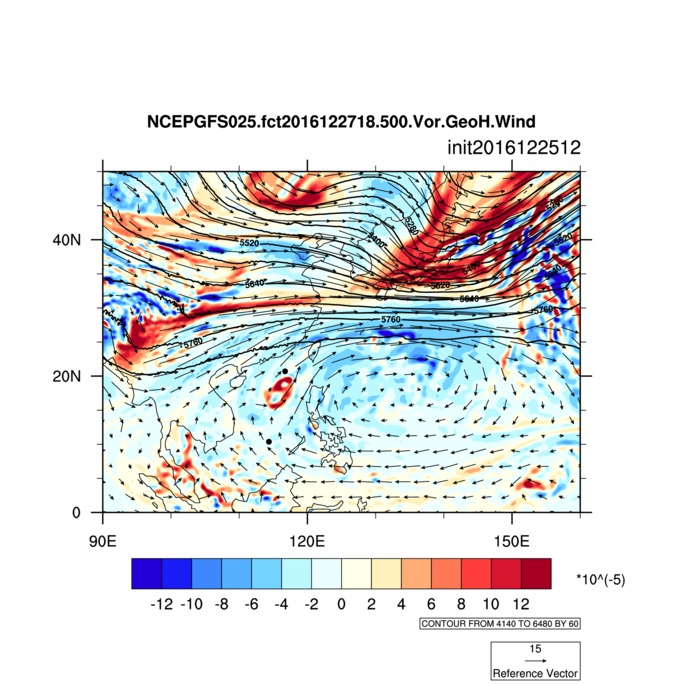 NCEPGFS025.fct2016122718.500.Vor.GeoH.Wind
init2016122512
5280
5400
5520
5520
5640
5640
5760
5760
5760
40N
20N
0
90E
120E
150E
-12 -10 -8 -6 -4 -2 0 2 4 6 8 10 12
*10^(-5)
CONTOUR FROM 4140 TO 6480 BY 60
15
Reference Vector